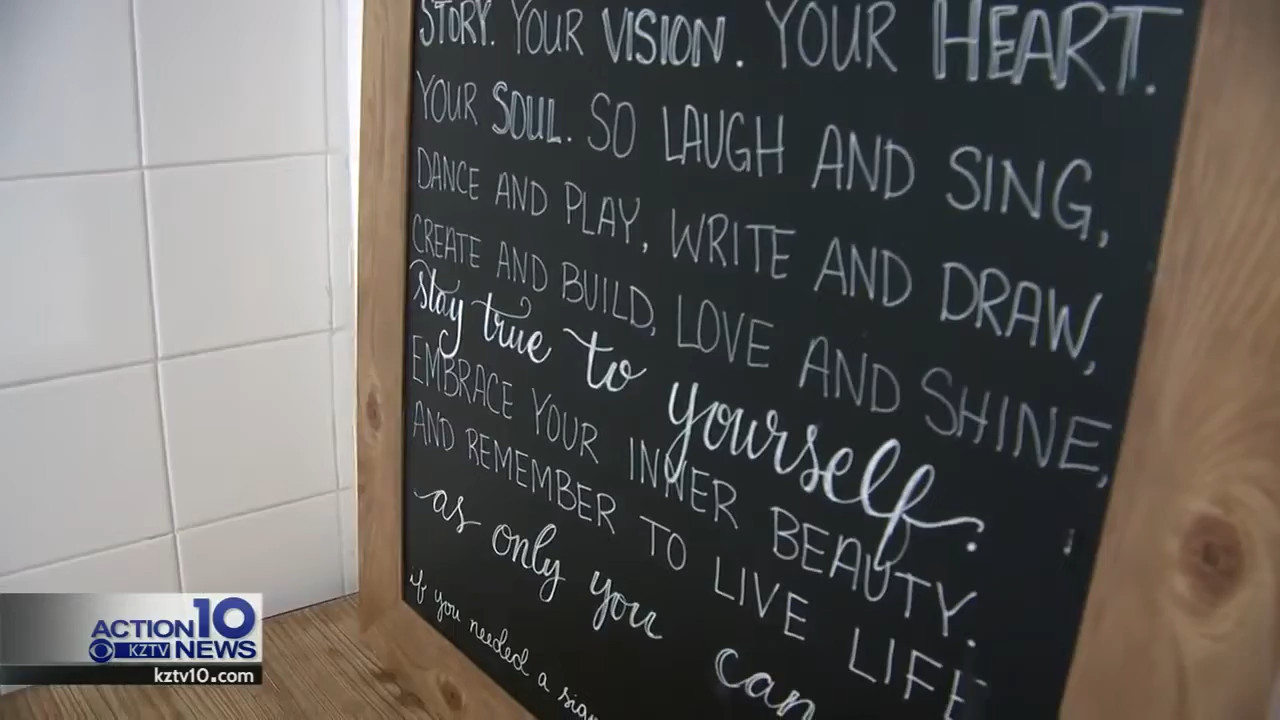 STORY. YOUR VISION. YOUR HEART.
YOUR SOUL. SO LAUGH AND SING,
DANCE AND PLAY, WRITE AND DRAW,
CREATE AND BUILD, LOVE AND SHINE,
stay true to yourself.
EMBRACE YOUR INNER BEAUTY.
AND REMEMBER TO LIVE LIFE
as only you can
if you needed a sign
ACTION 10
KZTV NEWS
kztv10.com